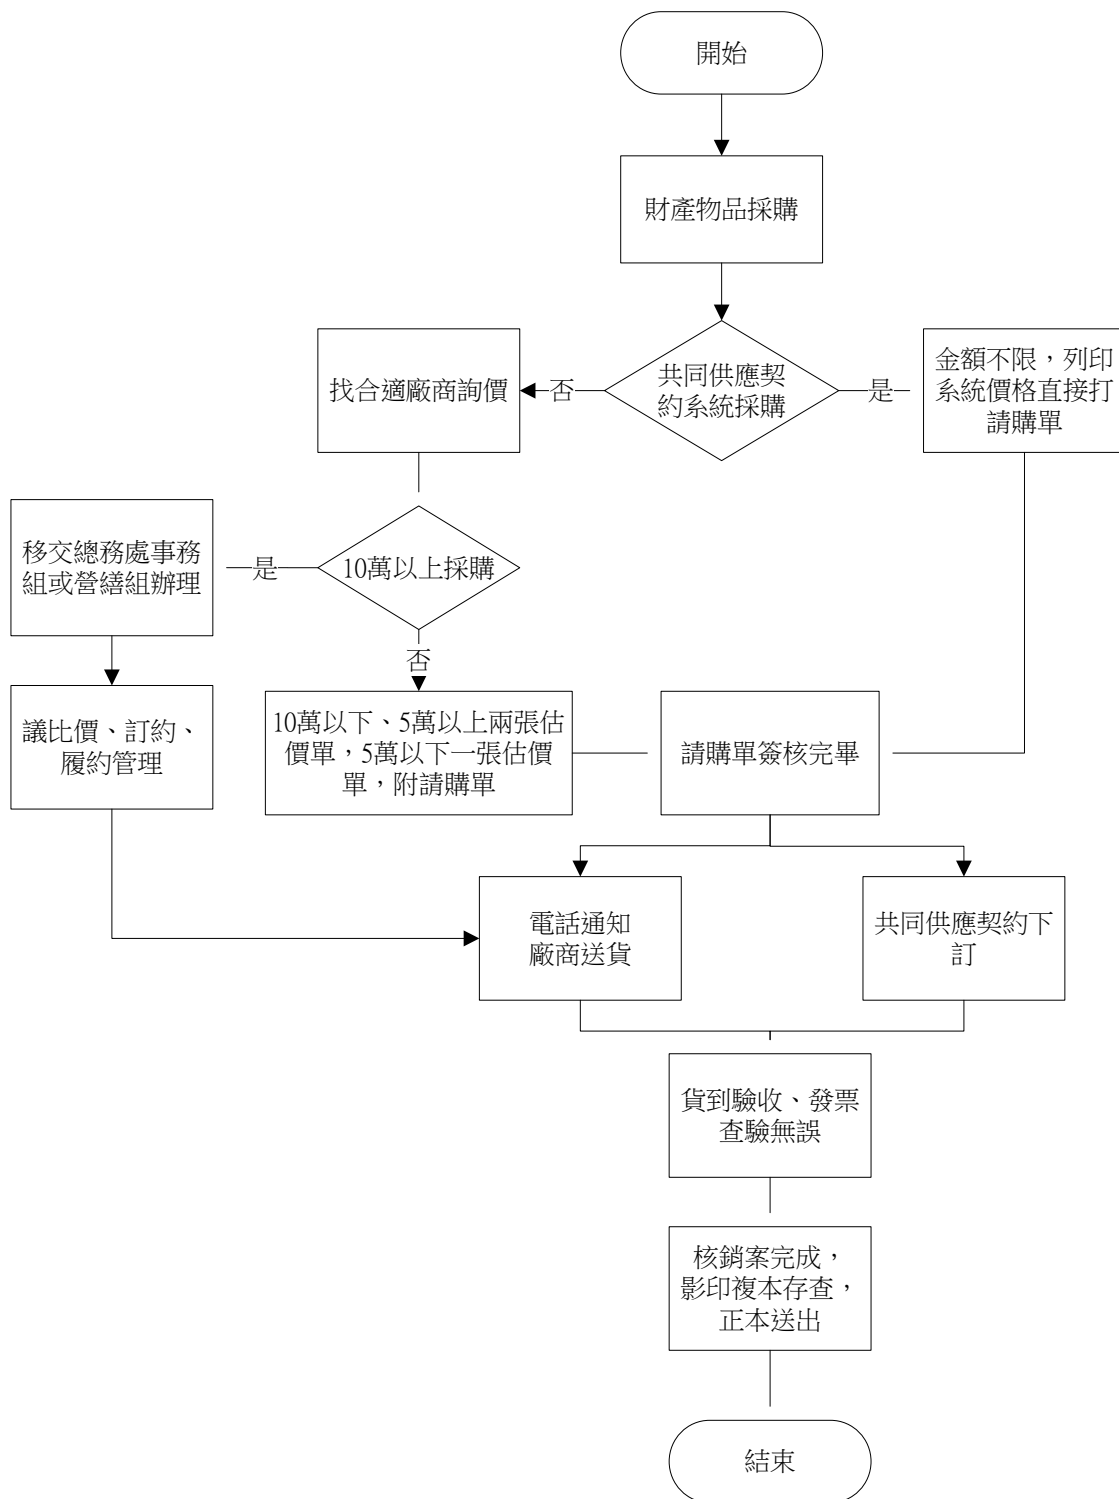 開始
財產物品採購
共同供應契
約系統採購
否
是
找合適廠商詢價
金額不限，列印
系統價格直接打
請購單
10萬以上採購
是
移交總務處事務
組或營繕組辦理
否
議比價、訂約、
履約管理
10萬以下、5萬以上兩張估
價單，5萬以下一張估價
單，附請購單
請購單簽核完畢
電話通知
廠商送貨
共同供應契約下
訂
貨到驗收、發票
查驗無誤
核銷案完成，
影印複本存查，
正本送出
結束